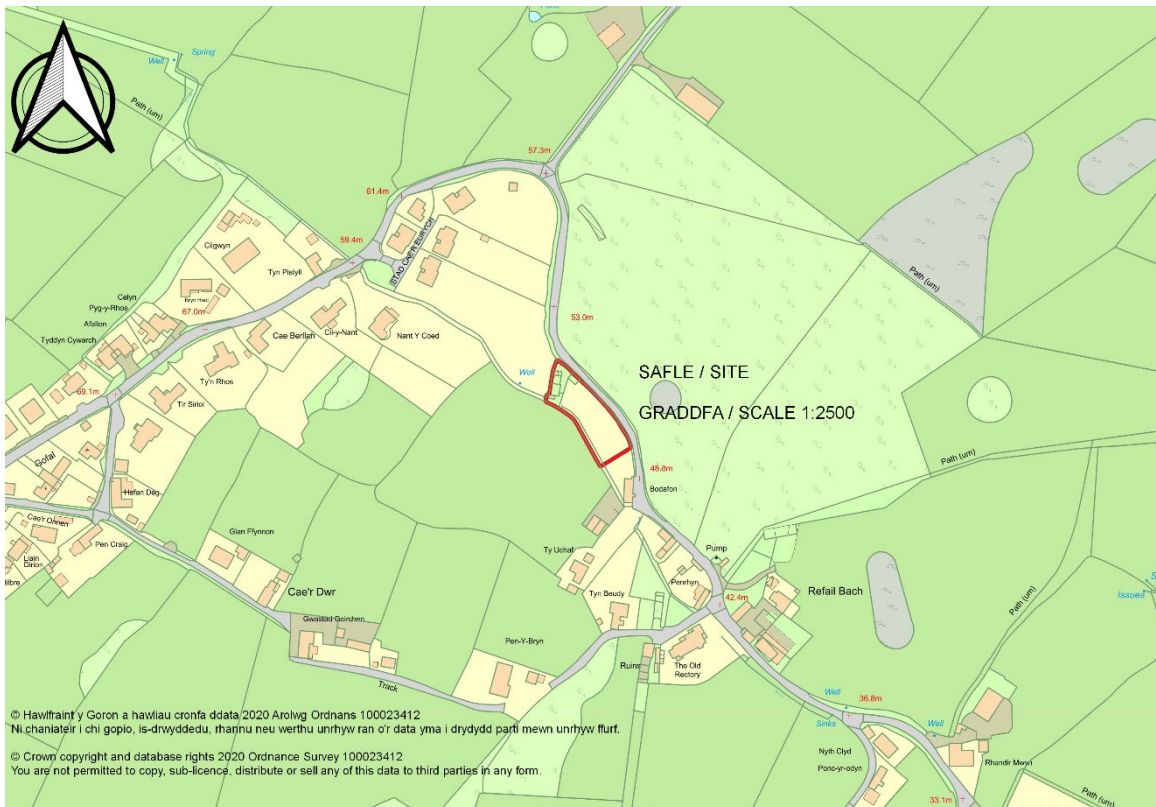 Pond
Spring
Well
Path (um)
57.3m
61.4m
59.4m
STAD CAE'R EURYCH
Cilgwyn
Tyn Pistyll
Path (um)
Celyn
Pyg-y-Rhos
Bryn Haul
Afallon
67.0m
Tyddyn Cywarch
Cae Berllan
Cil-y-Nant
Nant Y Coed
53.0m
Ty'n Rhos
Well
SAFLE / SITE
69.1m
Tir Siriol
GRADDFA / SCALE 1:2500
Gofal
Hafan Deg
48.8m
Bodafon
Path (um)
Cae'r Onnen
Pen Craig
Glan Ffynnon
Llain
Dirion
Ty Uchaf
Pump
Cae'r Dwr
Tyn Beudy
Penrhyn
42.4m
Refail Bach
Path (um)
Issues
Pen-Y-Bryn
Ruins
The Old
Rectory
Track
Well
36.8m
Sinks
Well
Nyth Clyd
Ponc-yr-odyn
Rhandir Mwyn
33.1m
Path (um)
© Hawlfraint y Goron a hawliau cronfa ddata 2020 Arolwg Ordnans 100023412
Ni chaniateir i chi gopio, is-drwyddedu, rhannu neu werthu unrhyw ran o'r data yma i drydydd parti mewn unrhyw ffurf.
© Crown copyright and database rights 2020 Ordnance Survey 100023412
You are not permitted to copy, sub-licence, distribute or sell any of this data to third parties in any form.